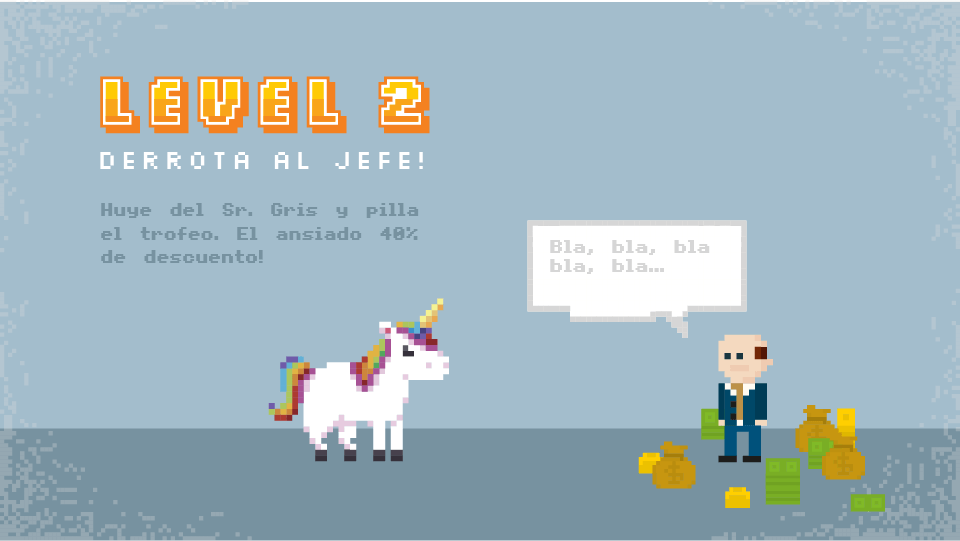 LEVEL 2
DERROTA AL JEFE!
Huye del Sr. Gris y pilla
el trofeo. El ansiado 40%
de descuento!
Bla, bla, bla
bla, bla...